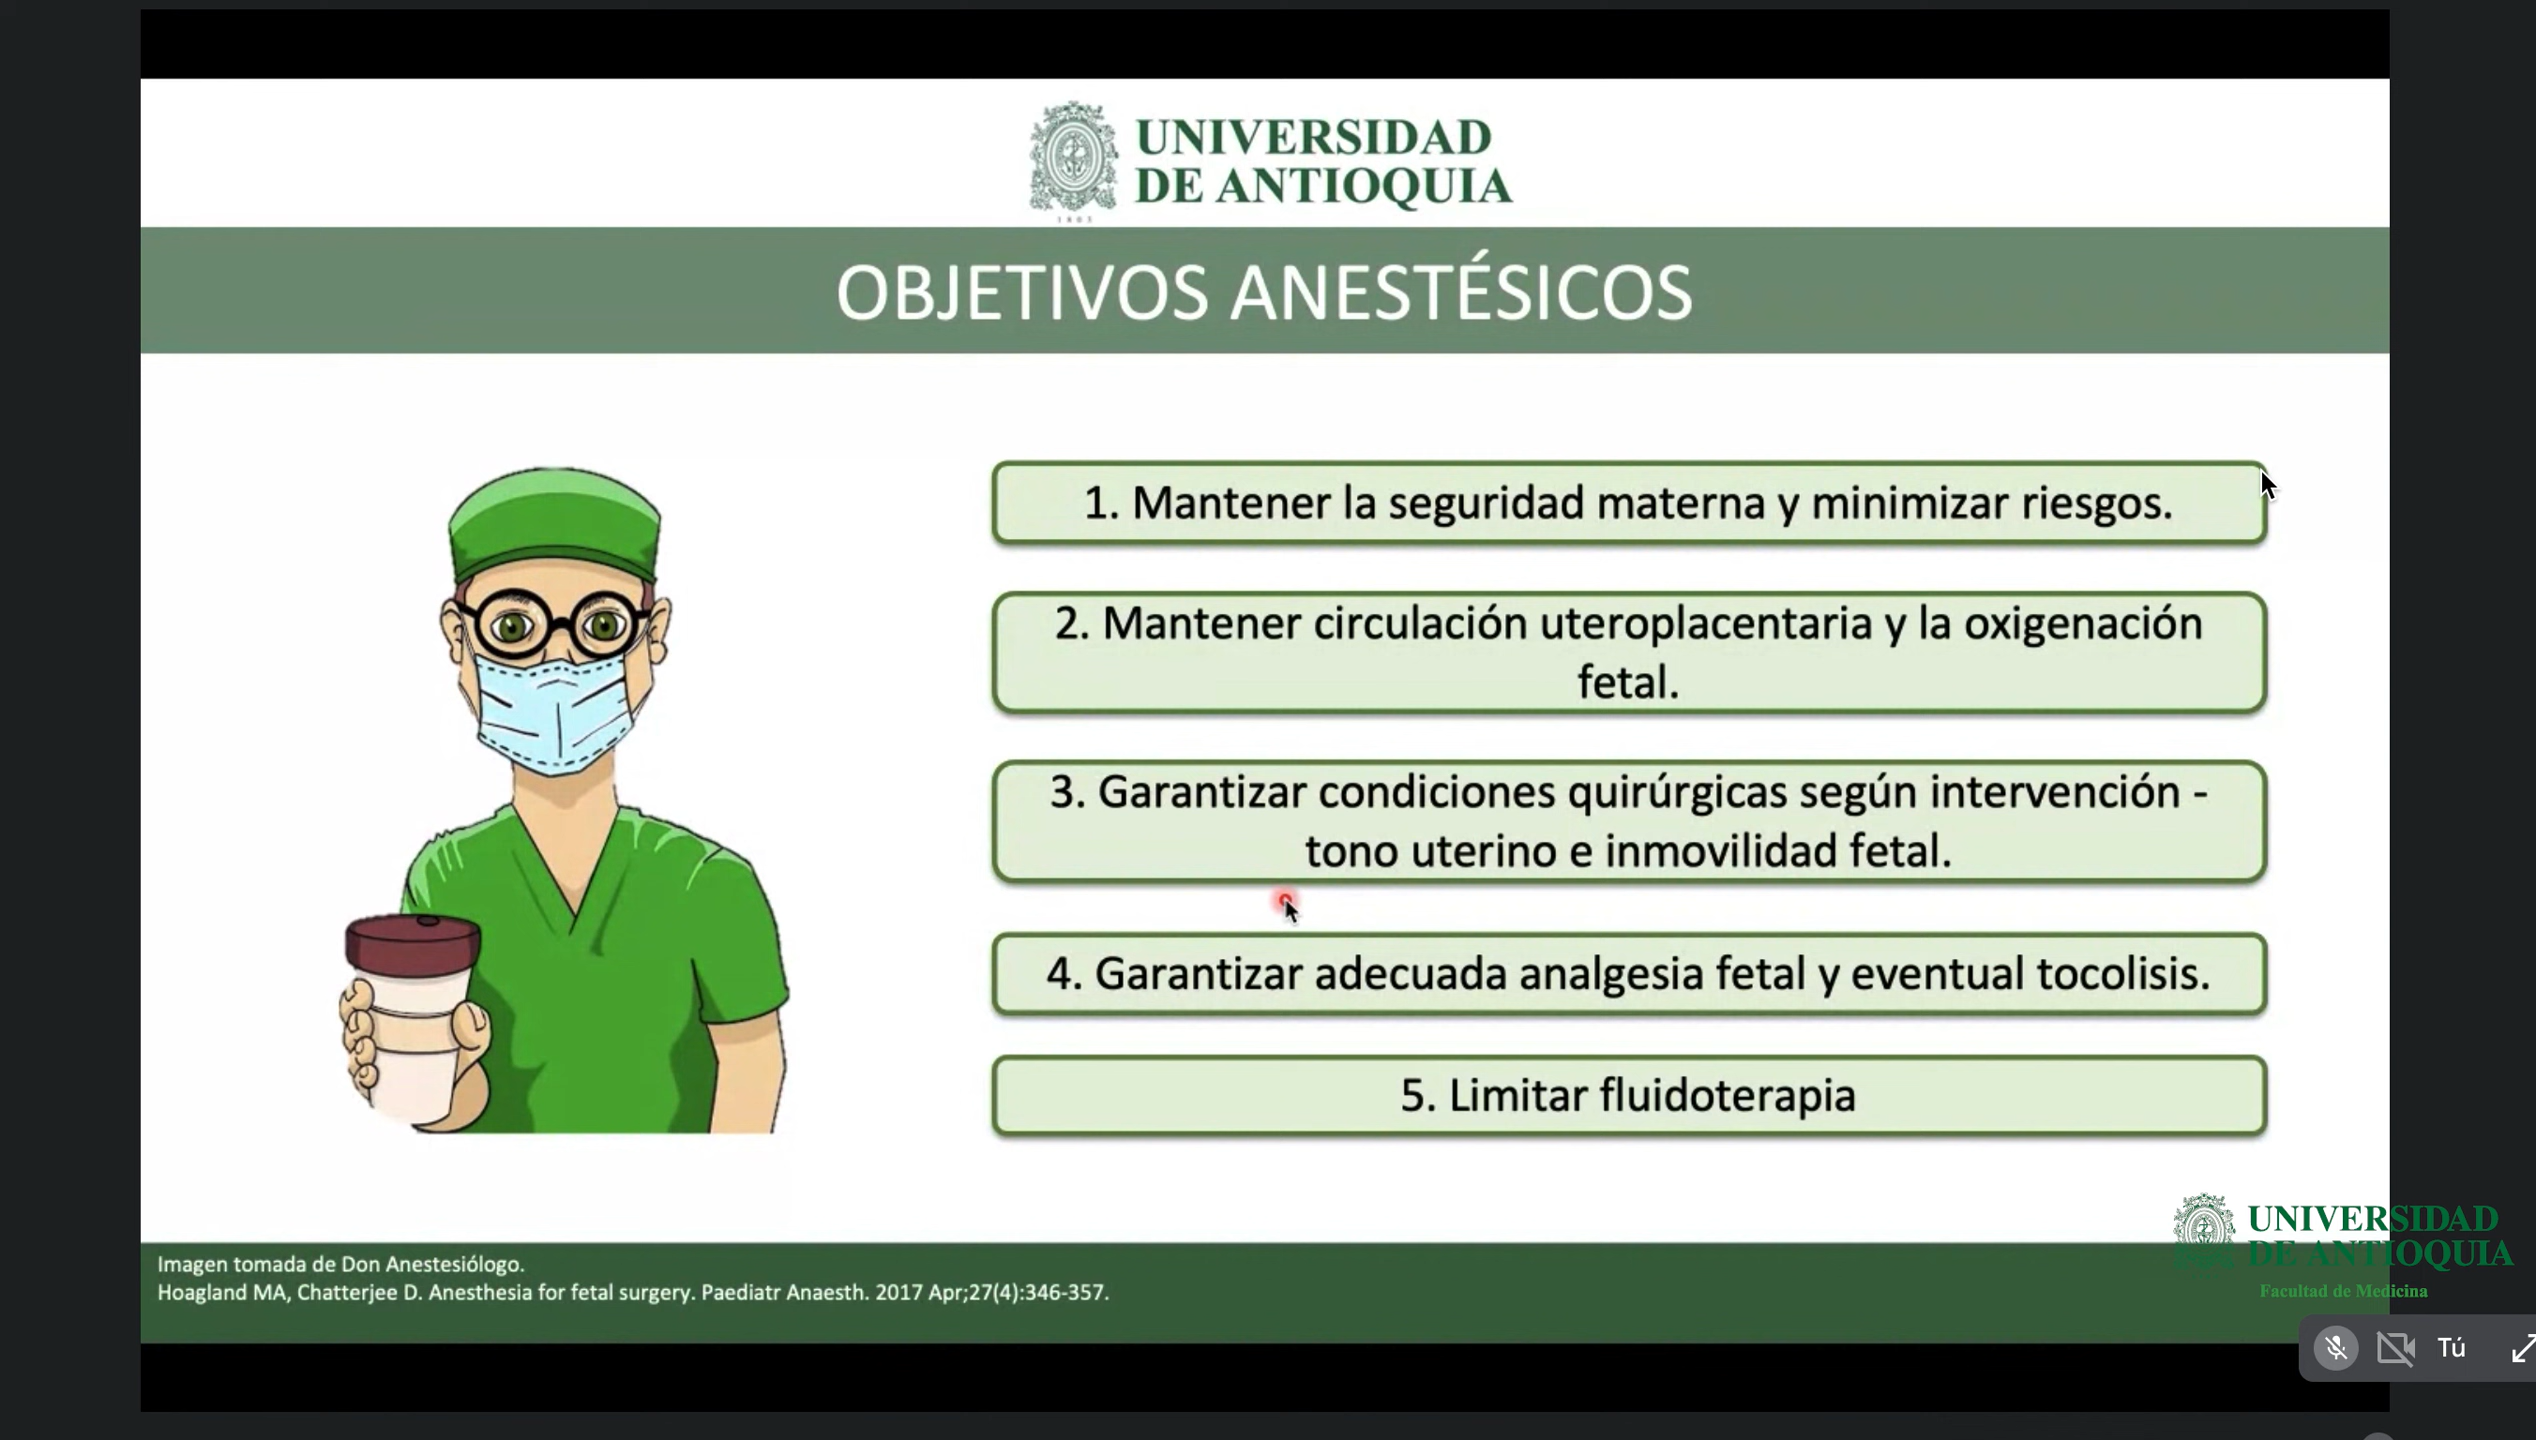 UNIVERSIDAD
DE ANTIOQUIA
1803
OBJETIVOS ANESTÉSICOS
1. Mantener la seguridad materna y minimizar riesgos.
2. Mantener circulación uteroplacentaria y la oxigenación
fetal.
3. Garantizar condiciones quirúrgicas según intervención -
tono uterino e inmovilidad fetal.
4. Garantizar adecuada analgesia fetal y eventual tocolisis.
5. Limitar fluidoterapia
Imagen tomada de Don Anestesiólogo.
Hoagland MA, Chatterjee D. Anesthesia for fetal surgery. Paediatr Anaesth. 2017 Apr;27(4):346-357.
UNIVERSIDAD
DE ANTIOQUIA
Facultad de Medicina
Tú